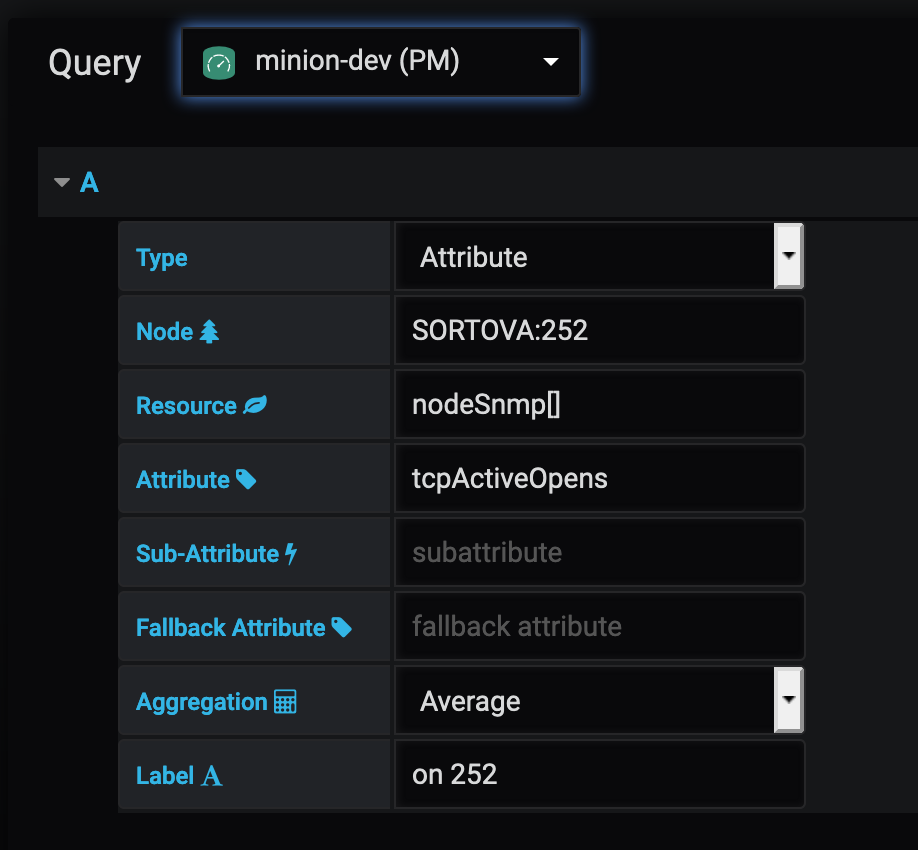 Query minion-dev (PM)
A
Type Attribute
Node SORTOVA:252
Resource nodeSnmp[]
Attribute tcpActiveOpens
Sub-Attribute subattribute
Fallback Attribute fallback attribute
Aggregation Average
Label A on 252